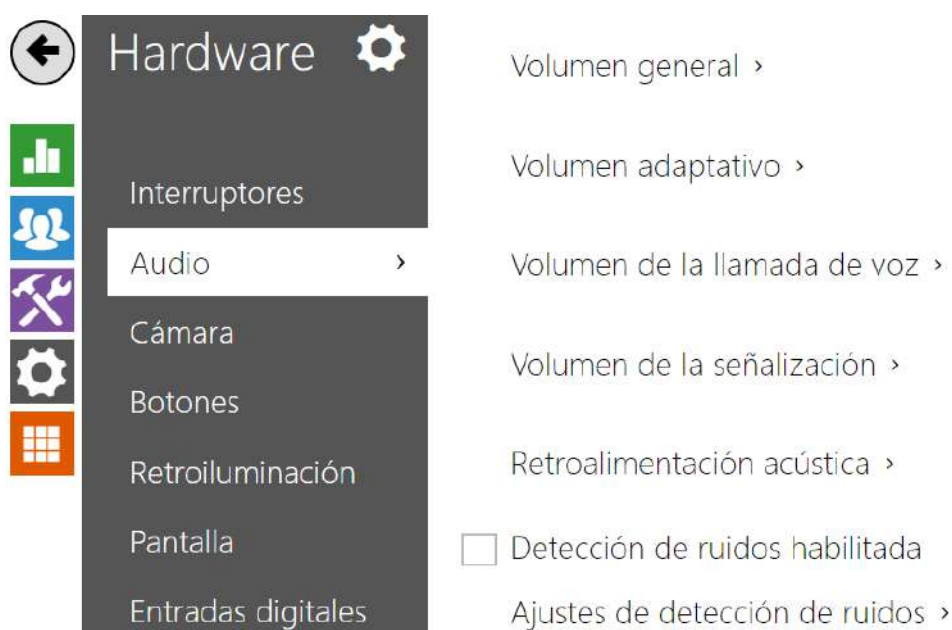 Hardware
Interruptores
Audio
Cámara
Botones
Retroiluminación
Pantalla
Entradas digitales
Volumen general
Volumen adaptativo
Volumen de la llamada de voz
Volumen de la señalización
Retroalimentación acústica
Detección de ruidos habilitada
Ajustes de detección de ruidos